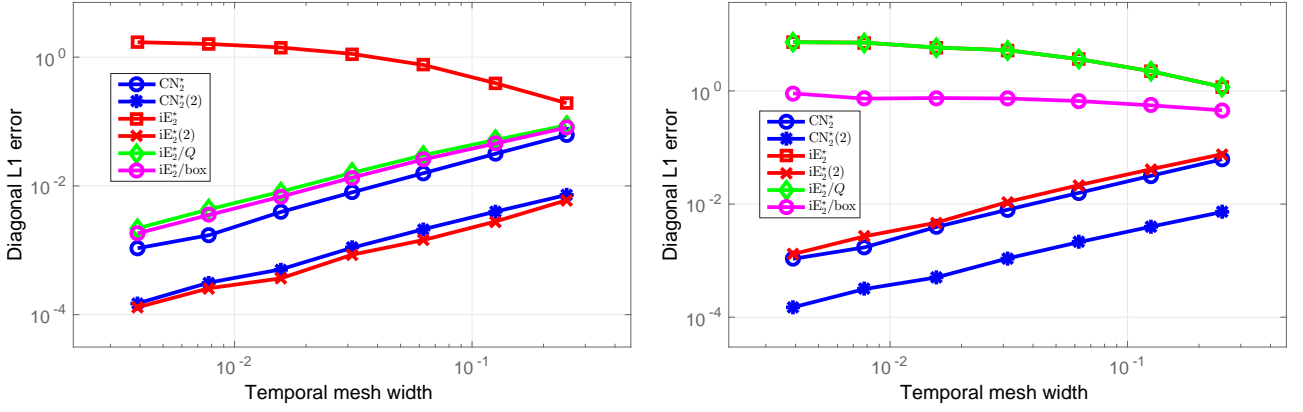 Diagonal L1 error
10^0
10^-2
10^-4
CN₂*
CN₂*(2)
iE₂*
iE₂*(2)
iE₂*/Q
iE₂*/box
10^-2
10^-1
Temporal mesh width
Diagonal L1 error
10^0
10^-2
10^-4
CN₂*
CN₂*(2)
iE₂*
iE₂*(2)
iE₂*/Q
iE₂*/box
10^-2
10^-1
Temporal mesh width